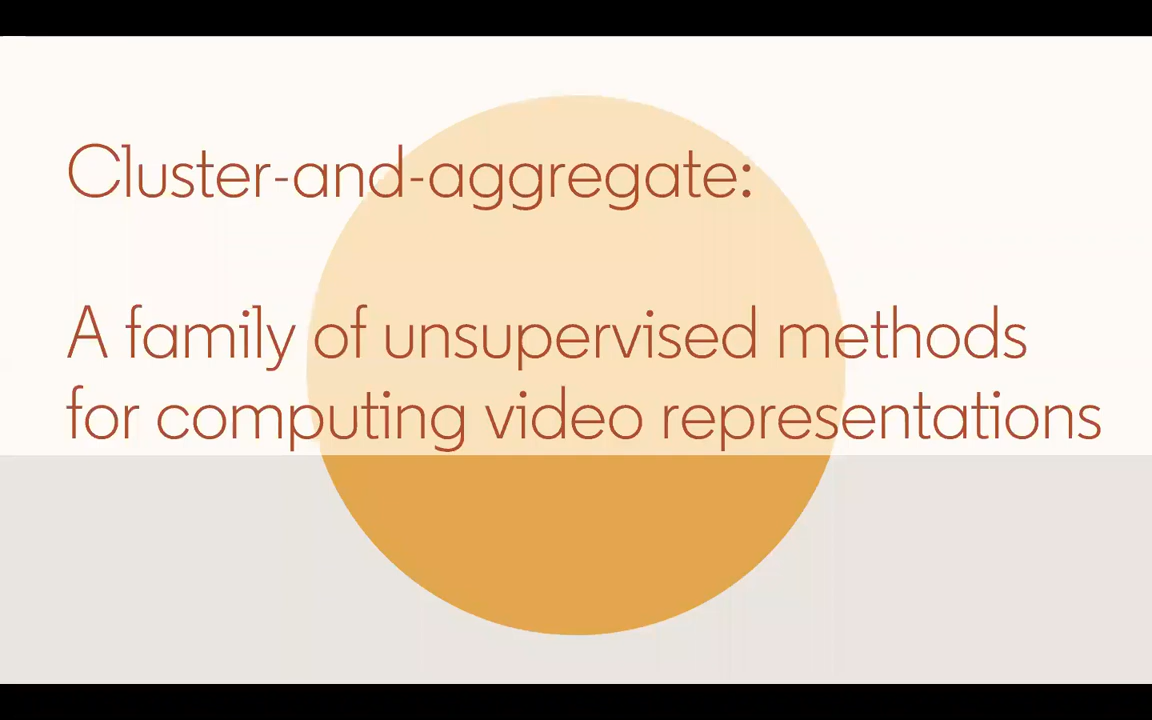 Cluster-and-aggregate:
A family of unsupervised methods
for computing video representations